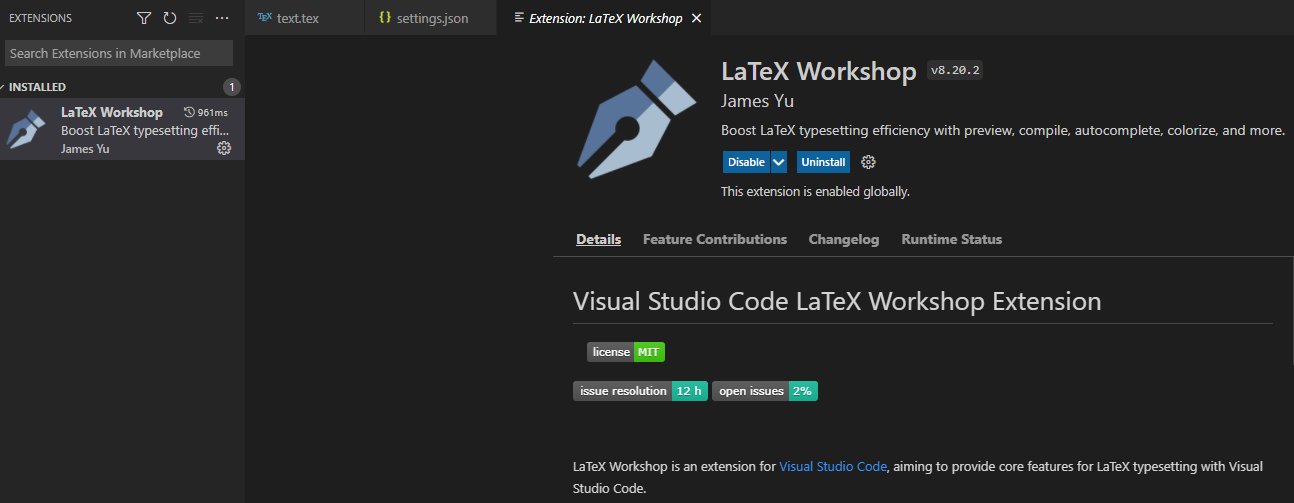 EXTENSIONS
TEX text.tex
{} settings.json
Extension: LaTeX Workshop
Search Extensions in Marketplace
INSTALLED
1
LaTeX Workshop
961ms
Boost LaTeX typesetting effi...
James Yu
LaTeX Workshop
v8.20.2
James Yu
Boost LaTeX typesetting efficiency with preview, compile, autocomplete, colorize, and more.
Disable
Uninstall
This extension is enabled globally.
Details
Feature Contributions
Changelog
Runtime Status
Visual Studio Code LaTeX Workshop Extension
license MIT
issue resolution 12 h
open issues 2%
LaTeX Workshop is an extension for Visual Studio Code, aiming to provide core features for LaTeX typesetting with Visual
Studio Code.